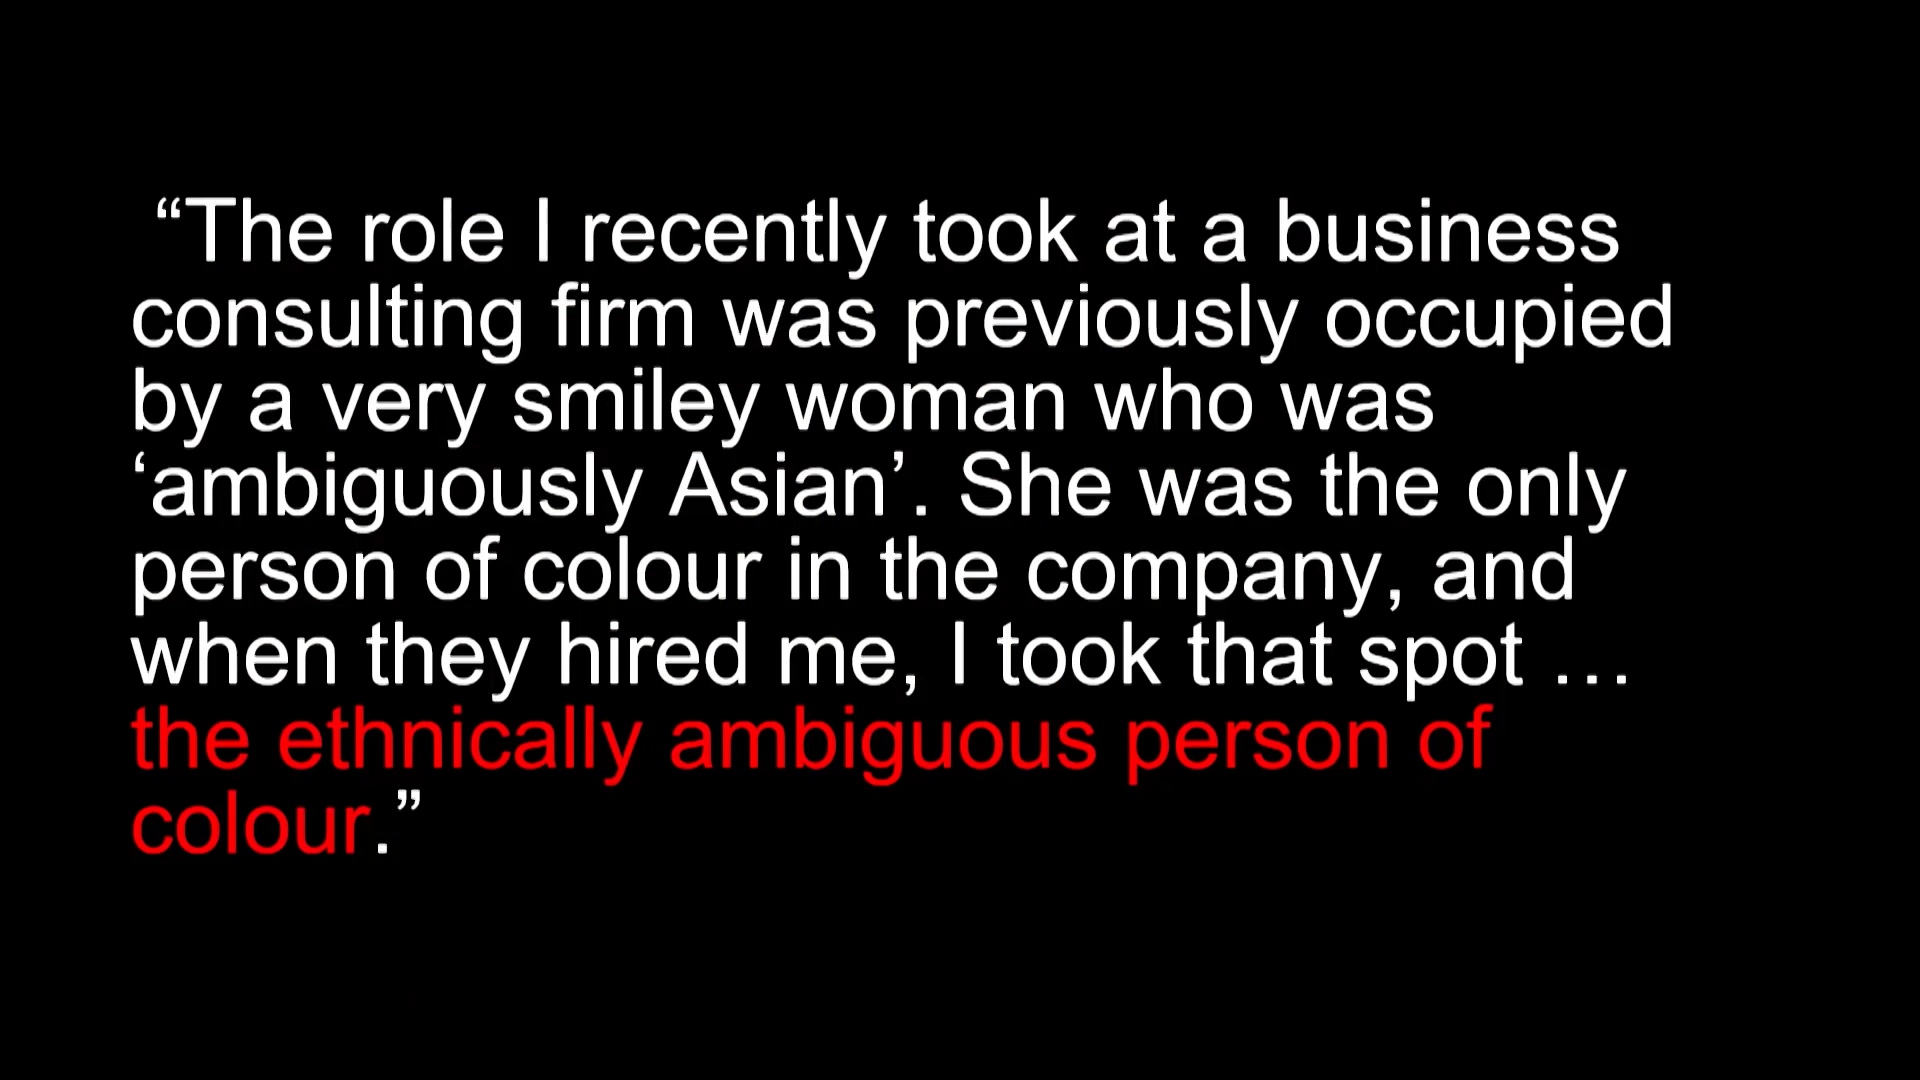 “The role I recently took at a business
consulting firm was previously occupied
by a very smiley woman who was
‘ambiguously Asian’. She was the only
person of colour in the company, and
when they hired me, I took that spot …
the ethnically ambiguous person of
colour.”